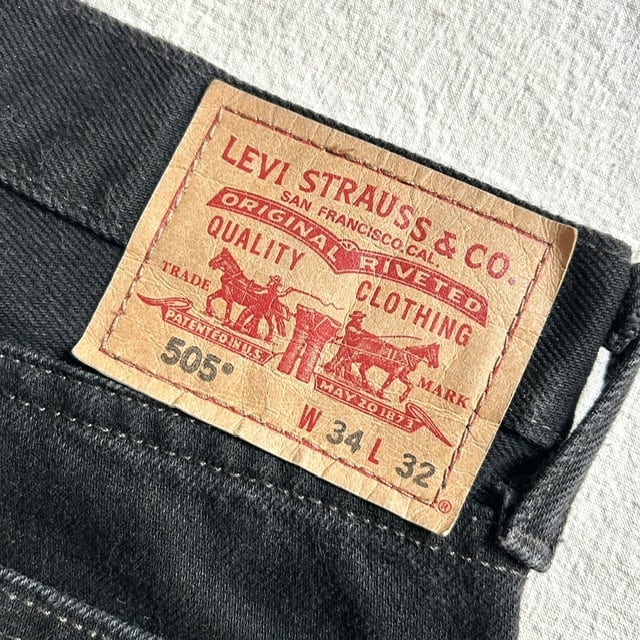 LEVI STRAUSS & CO.
SAN FRANCISCO, CAL.
ORIGINAL RIVETED
QUALITY CLOTHING
TRADE MARK
PATENTED IN U.S. MAY 20 1873
505®
W 34 L 32
®